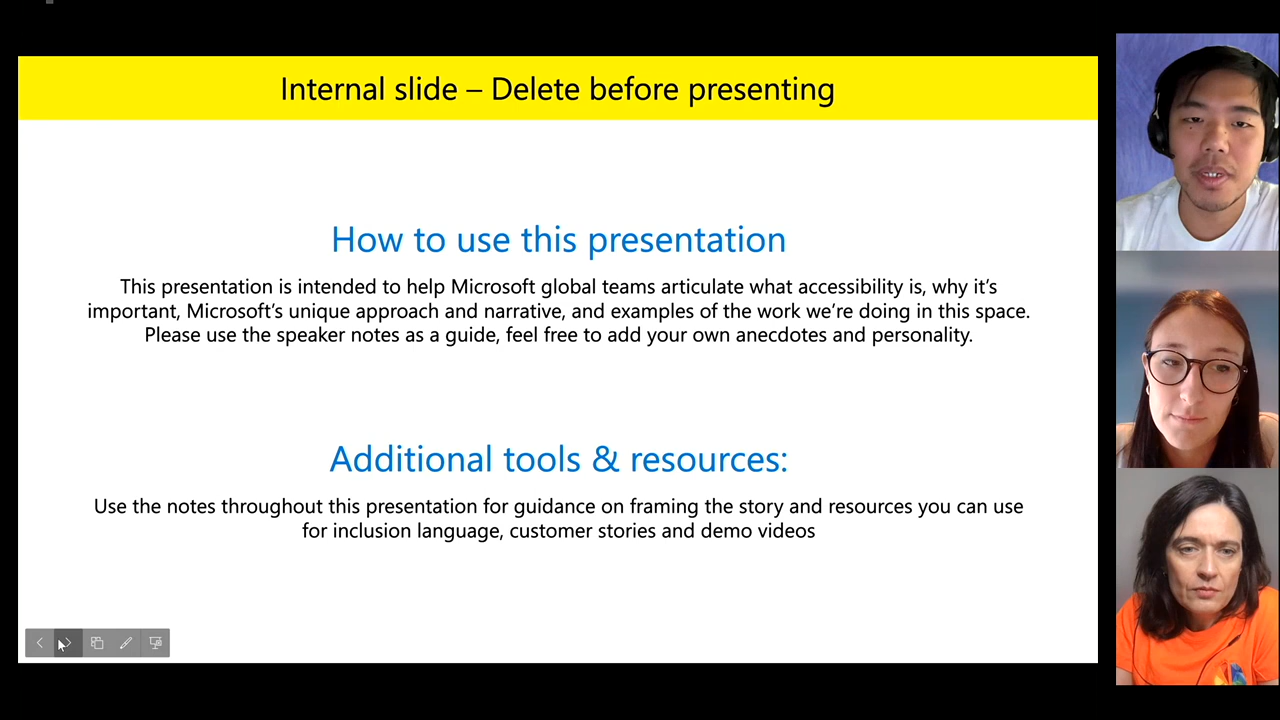 Internal slide – Delete before presenting
How to use this presentation
This presentation is intended to help Microsoft global teams articulate what accessibility is, why it’s
important, Microsoft’s unique approach and narrative, and examples of the work we’re doing in this space.
Please use the speaker notes as a guide, feel free to add your own anecdotes and personality.
Additional tools & resources:
Use the notes throughout this presentation for guidance on framing the story and resources you can use
for inclusion language, customer stories and demo videos